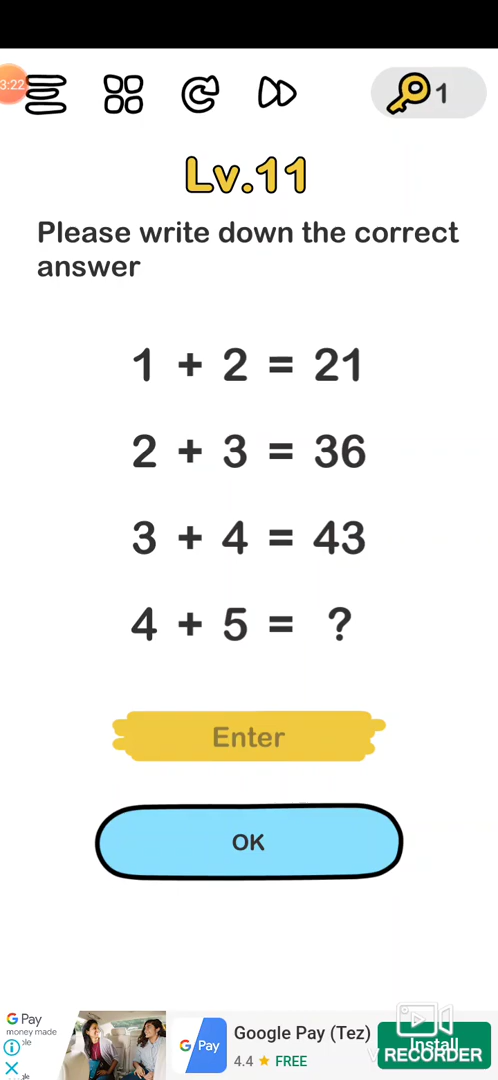 3:22
1
Lv.11
Please write down the correct
answer
1 + 2 = 21
2 + 3 = 36
3 + 4 = 43
4 + 5 = ?
Enter
OK
G Pay
money made
Google Pay (Tez)
G Pay
4.4 ★ FREE
Install
RECORDER